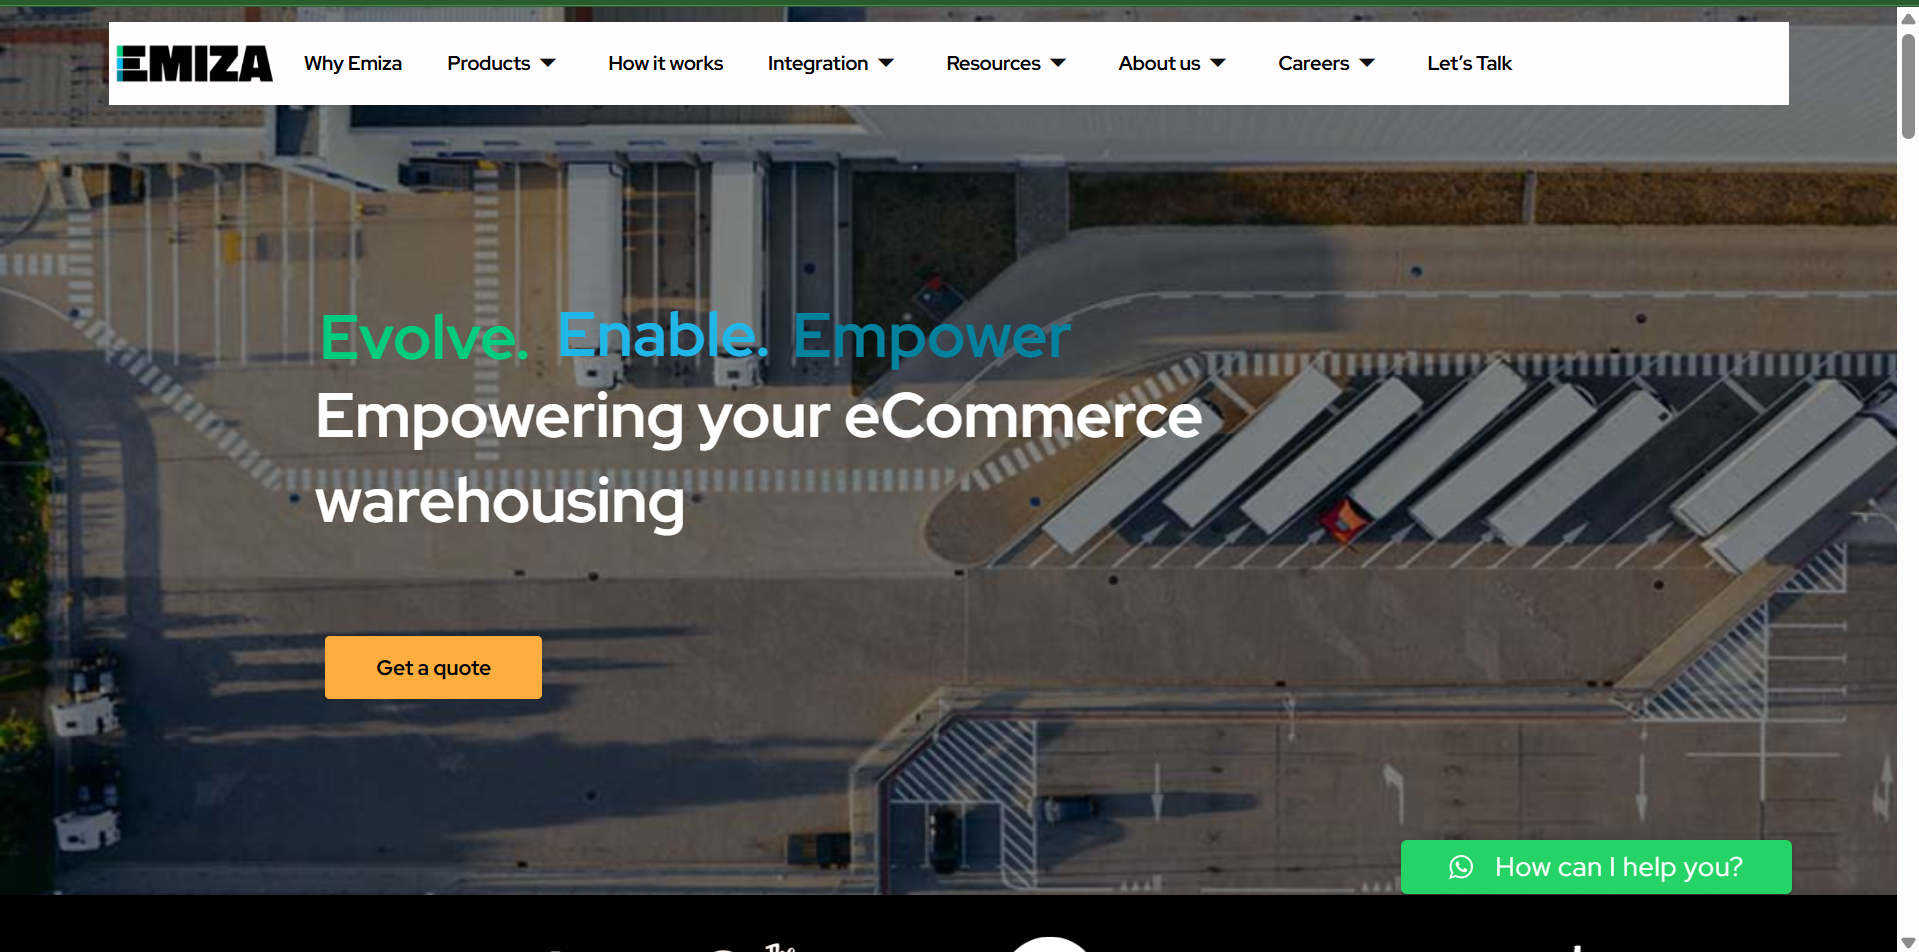 EMIZA Why Emiza Products How it works Integration Resources About us Careers Let's Talk
Evolve. Enable. Empower
Empowering your eCommerce
warehousing
Get a quote
How can I help you?
The